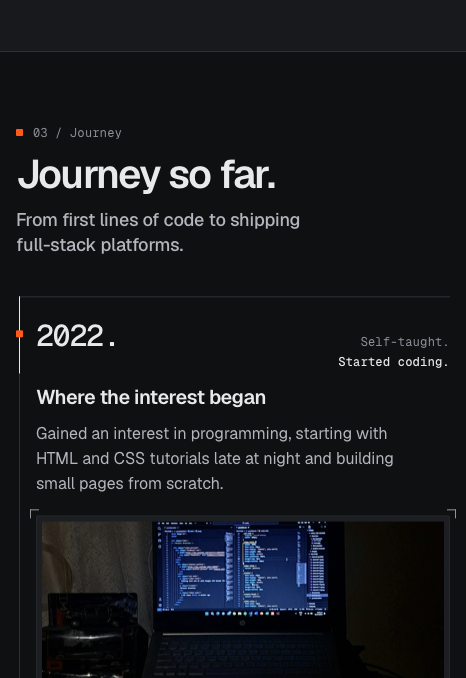 03 / Journey
Journey so far.
From first lines of code to shipping
full-stack platforms.
2022.
Self-taught.
Started coding.
Where the interest began
Gained an interest in programming, starting with
HTML and CSS tutorials late at night and building
small pages from scratch.